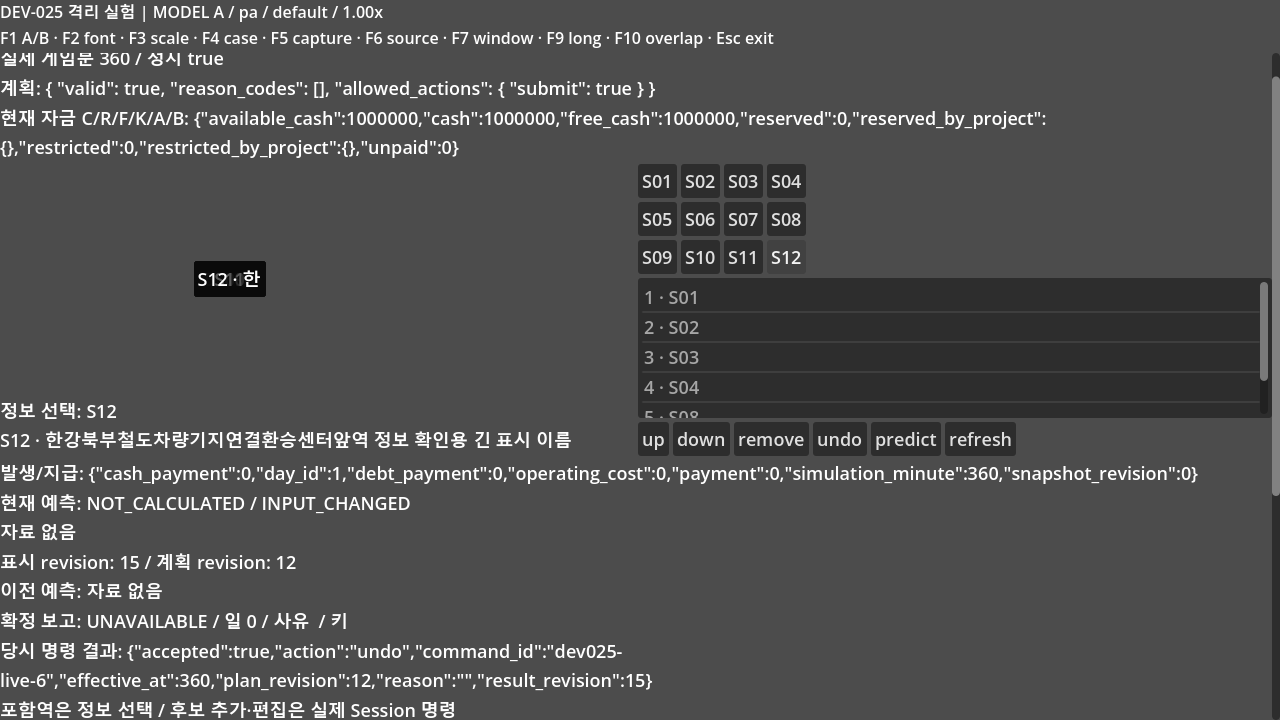 DEV-025 격리 실험 | MODEL A / pa / default / 1.00x
F1 A/B · F2 font · F3 scale · F4 case · F5 capture · F6 source · F7 window · F9 long · F10 overlap · Esc exit
360 / 정시 true
계획: { "valid": true, "reason_codes": [], "allowed_actions": { "submit": true } }
현재 자금 C/R/F/K/A/B: {"available_cash":1000000,"cash":1000000,"free_cash":1000000,"reserved":0,"reserved_by_project":
{},"restricted":0,"restricted_by_project":{},"unpaid":0}
S01 S02 S03 S04
S05 S06 S07 S08
S09 S10 S11 S12
S12 · 한
1 · S01
2 · S02
3 · S03
4 · S04
5 · S08
정보 선택: S12
S12 · 한강북부철도차량기지연결환승센터앞역 정보 확인용 긴 표시 이름
up down remove undo predict refresh
발생/지급: {"cash_payment":0,"day_id":1,"debt_payment":0,"operating_cost":0,"payment":0,"simulation_minute":360,"snapshot_revision":0}
현재 예측: NOT_CALCULATED / INPUT_CHANGED
자료 없음
표시 revision: 15 / 계획 revision: 12
이전 예측: 자료 없음
확정 보고: UNAVAILABLE / 일 0 / 사유  / 키
당시 명령 결과: {"accepted":true,"action":"undo","command_id":"dev025-
live-6","effective_at":360,"plan_revision":12,"reason":"","result_revision":15}
포함역은 정보 선택 / 후보 추가·편집은 실제 Session 명령